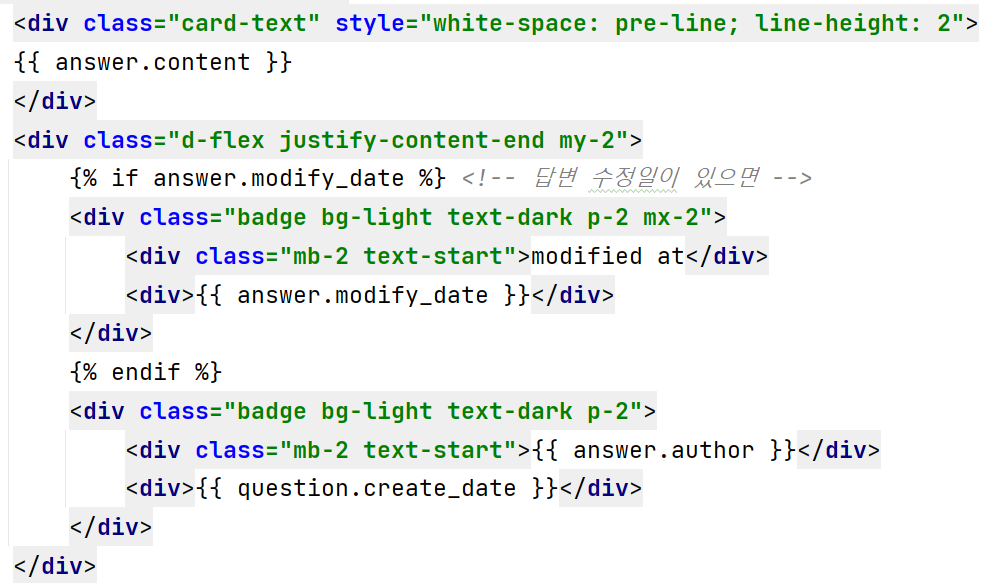 <div class="card-text" style="white-space: pre-line; line-height: 2">
{{ answer.content }}
</div>
<div class="d-flex justify-content-end my-2">
    {% if answer.modify_date %} <!-- 답변 수정일이 있으면 -->
    <div class="badge bg-light text-dark p-2 mx-2">
        <div class="mb-2 text-start">modified at</div>
        <div>{{ answer.modify_date }}</div>
    </div>
    {% endif %}
    <div class="badge bg-light text-dark p-2">
        <div class="mb-2 text-start">{{ answer.author }}</div>
        <div>{{ question.create_date }}</div>
    </div>
</div>